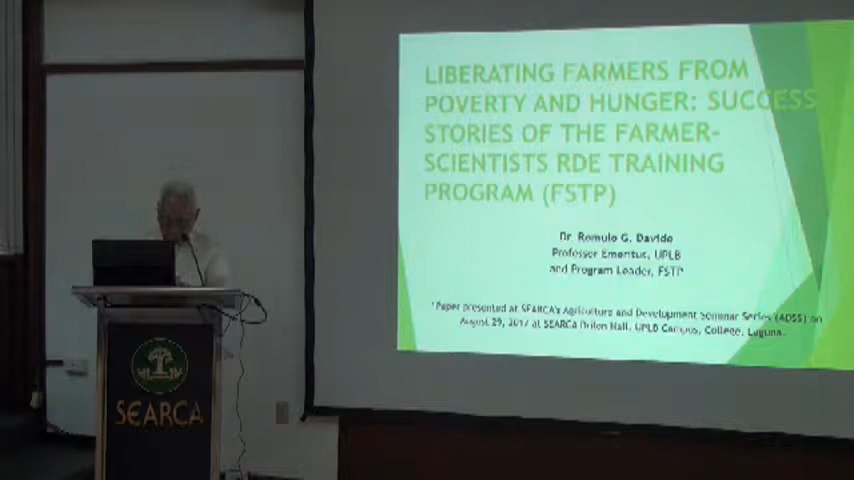 LIBERATING FARMERS FROM
POVERTY AND HUNGER: SUCCESS
STORIES OF THE FARMER-
SCIENTISTS RDE TRAINING
PROGRAM (FSTP)
Dr. Romulo G. Davide
Professor Emeritus, UPLB
and Program Leader, FSTP
*Paper presented at SEARCA's Agriculture and Development Seminar Series (ADSS) on
August 29, 2017 at SEARCA Drilon Hall, UPLB Campus, College, Laguna.
SEARCA